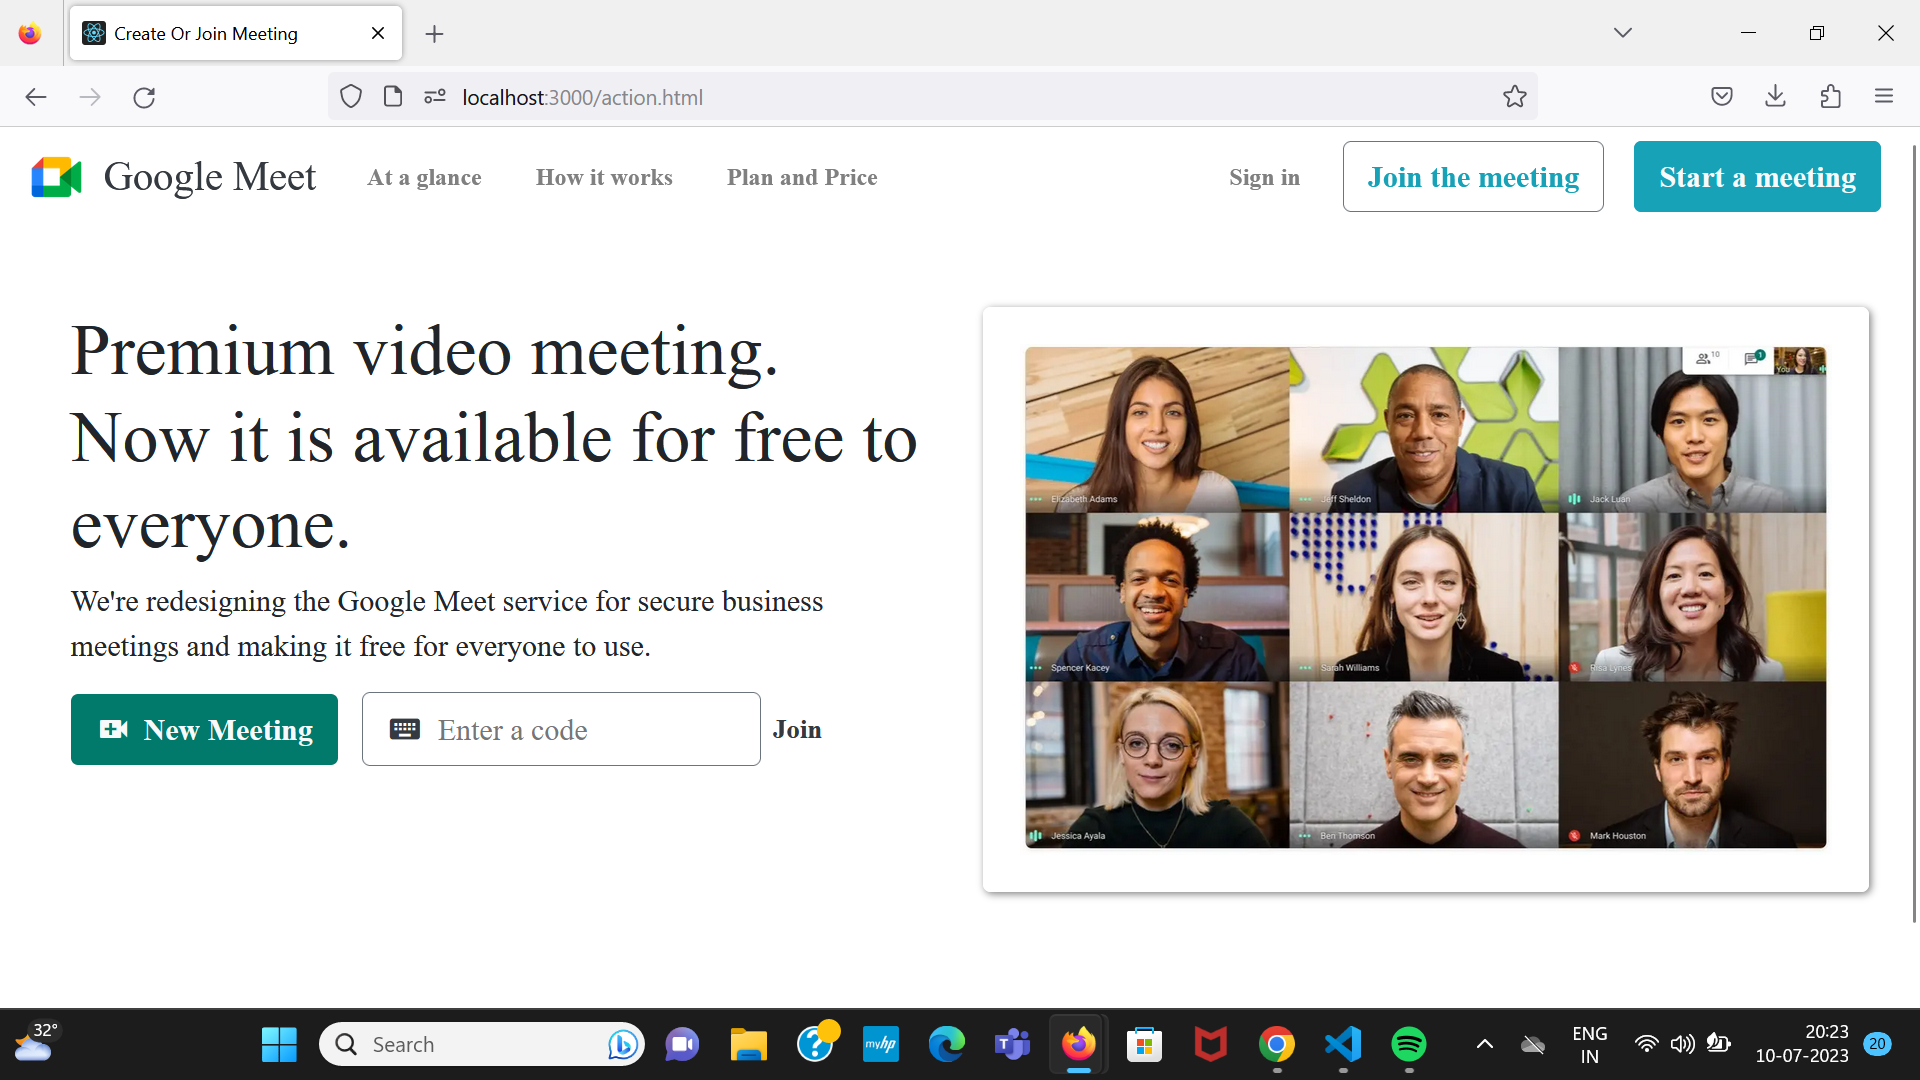 Create Or Join Meeting
localhost:3000/action.html
Google Meet
At a glance
How it works
Plan and Price
Sign in
Join the meeting
Start a meeting
Premium video meeting.
Now it is available for free to
everyone.
We're redesigning the Google Meet service for secure business
meetings and making it free for everyone to use.
New Meeting
Enter a code
Join
10
1
You
Elizabeth Adams
Jeff Sheldon
Jack Luan
Spencer Kacey
Sarah Williams
Risa Lynes
Jessica Ayala
Ben Thomson
Mark Houston
32°
Search
myhp
ENG
IN
20:23
10-07-2023
20